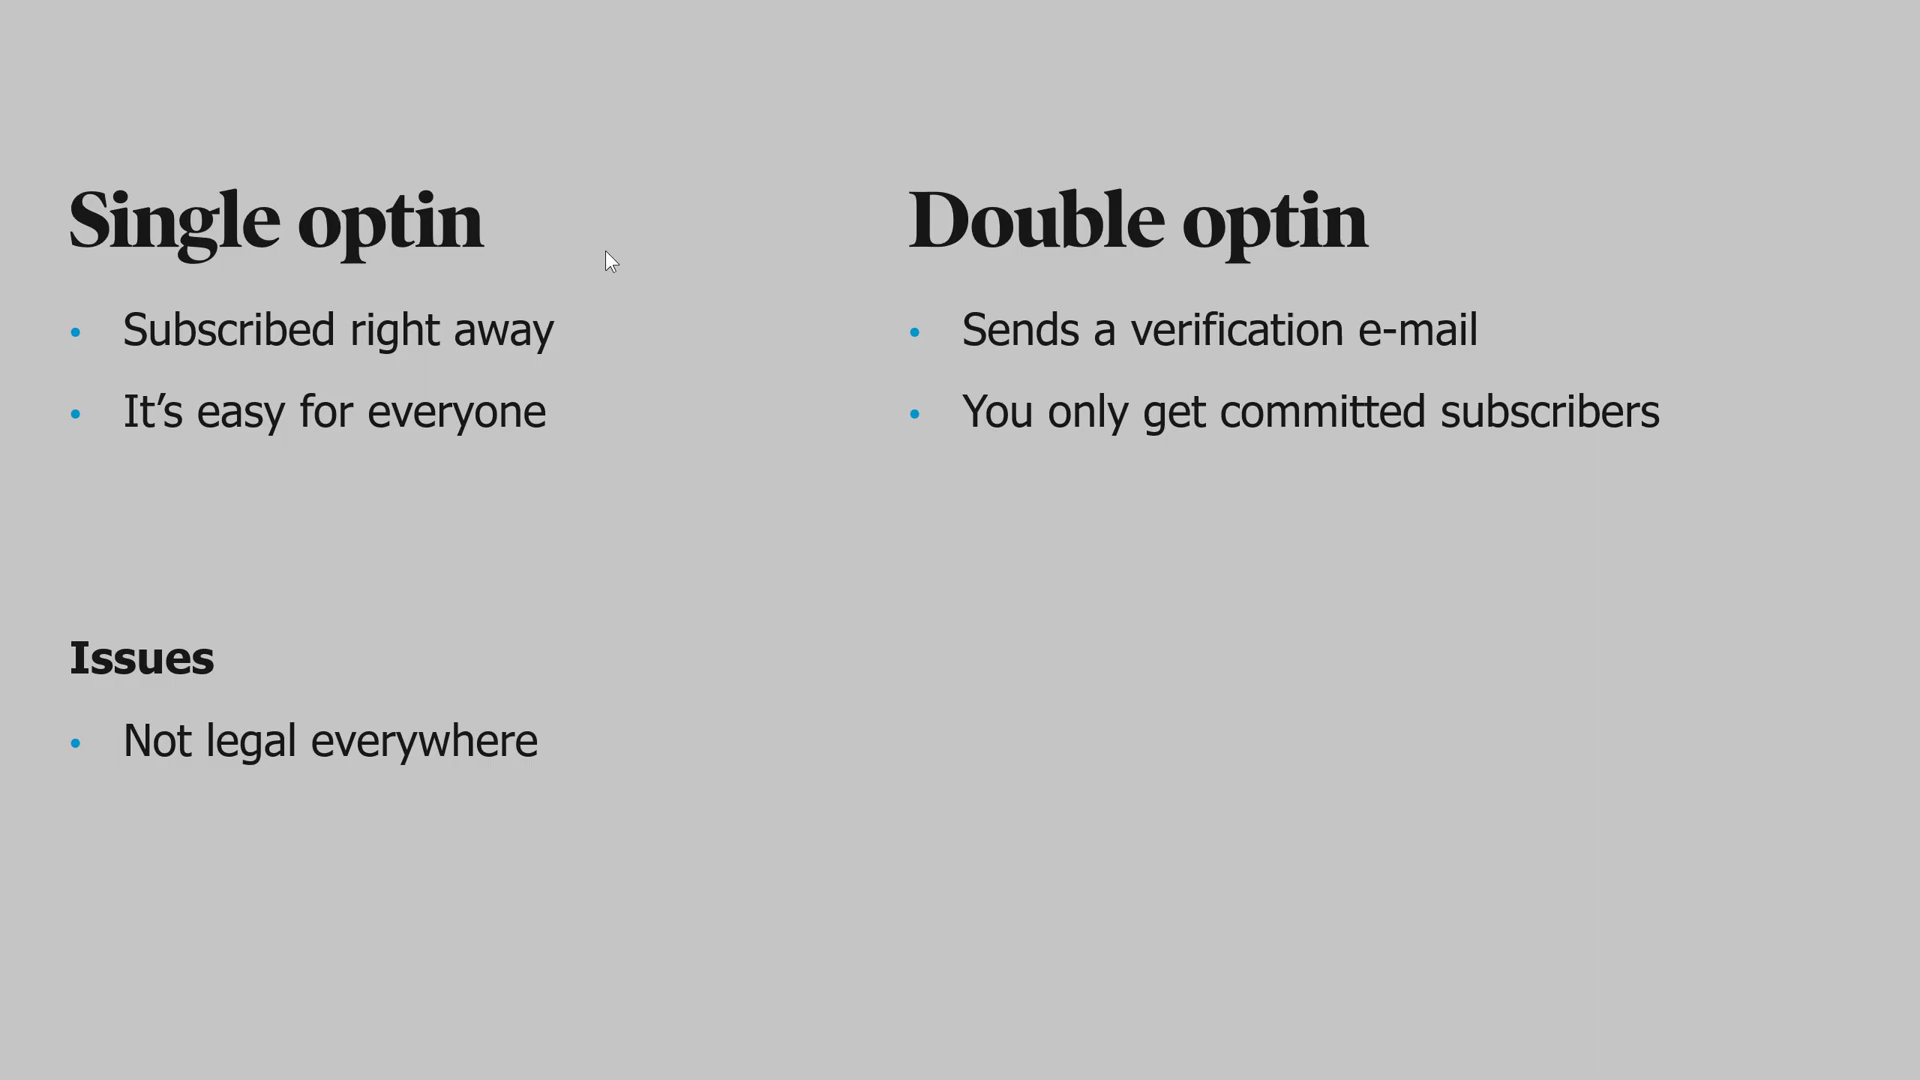 Single optin
• Subscribed right away
• It’s easy for everyone
Issues
• Not legal everywhere
Double optin
• Sends a verification e-mail
• You only get committed subscribers